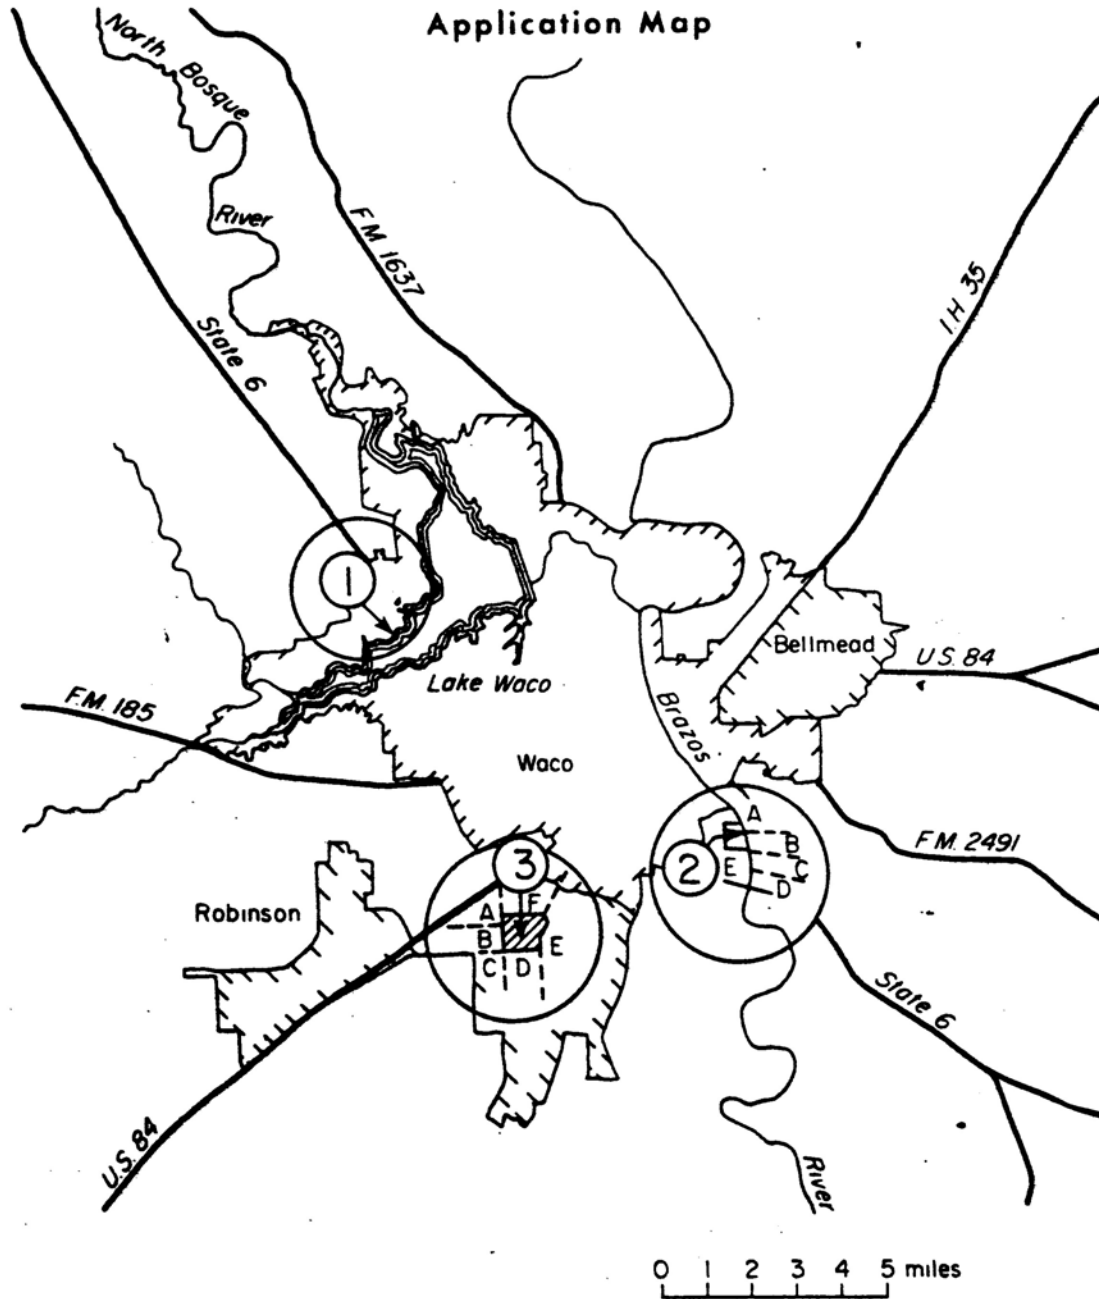 Application Map
North Bosque River
F.M. 1637
State 6
I.H. 35
1
Lake Waco
Bellmead
U.S. 84
F.M. 185
Brazos
Waco
A
B
C
D
E
2
F.M. 2491
3
Robinson
A
B
C
D
E
F
State 6
U.S. 84
River
0 1 2 3 4 5 miles